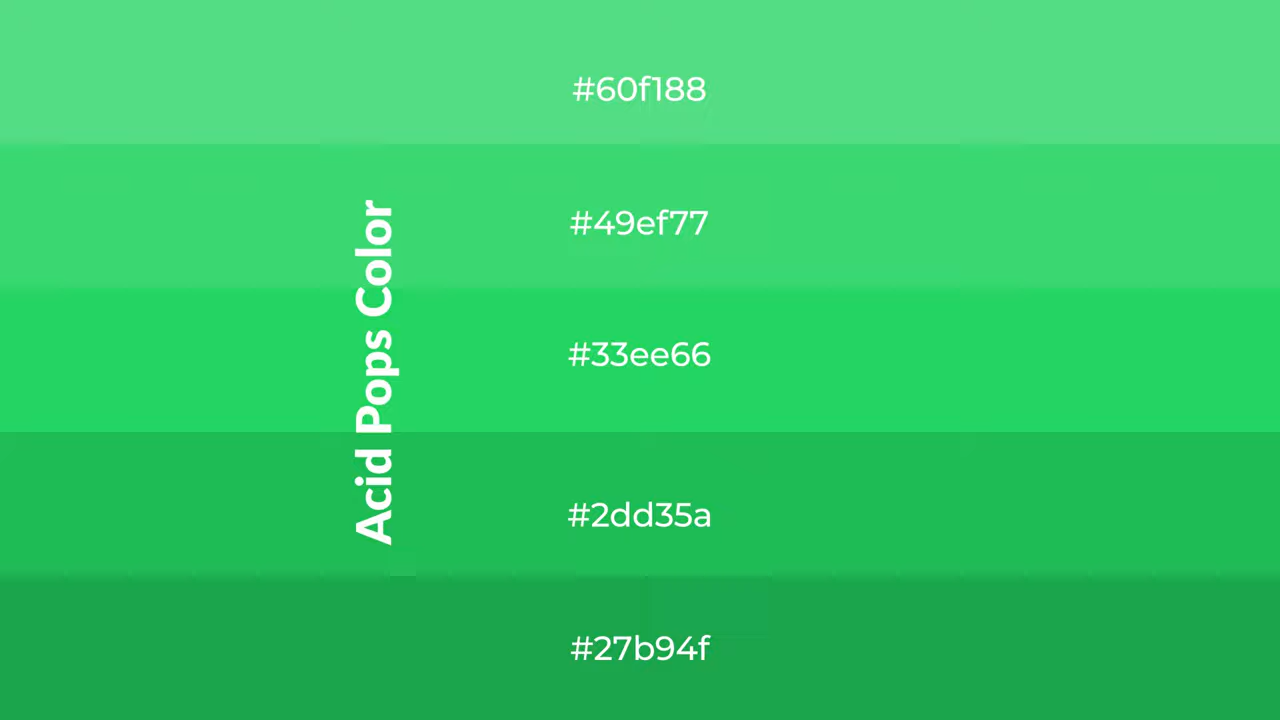 Acid Pops Color
#60f188
#49ef77
#33ee66
#2dd35a
#27b94f